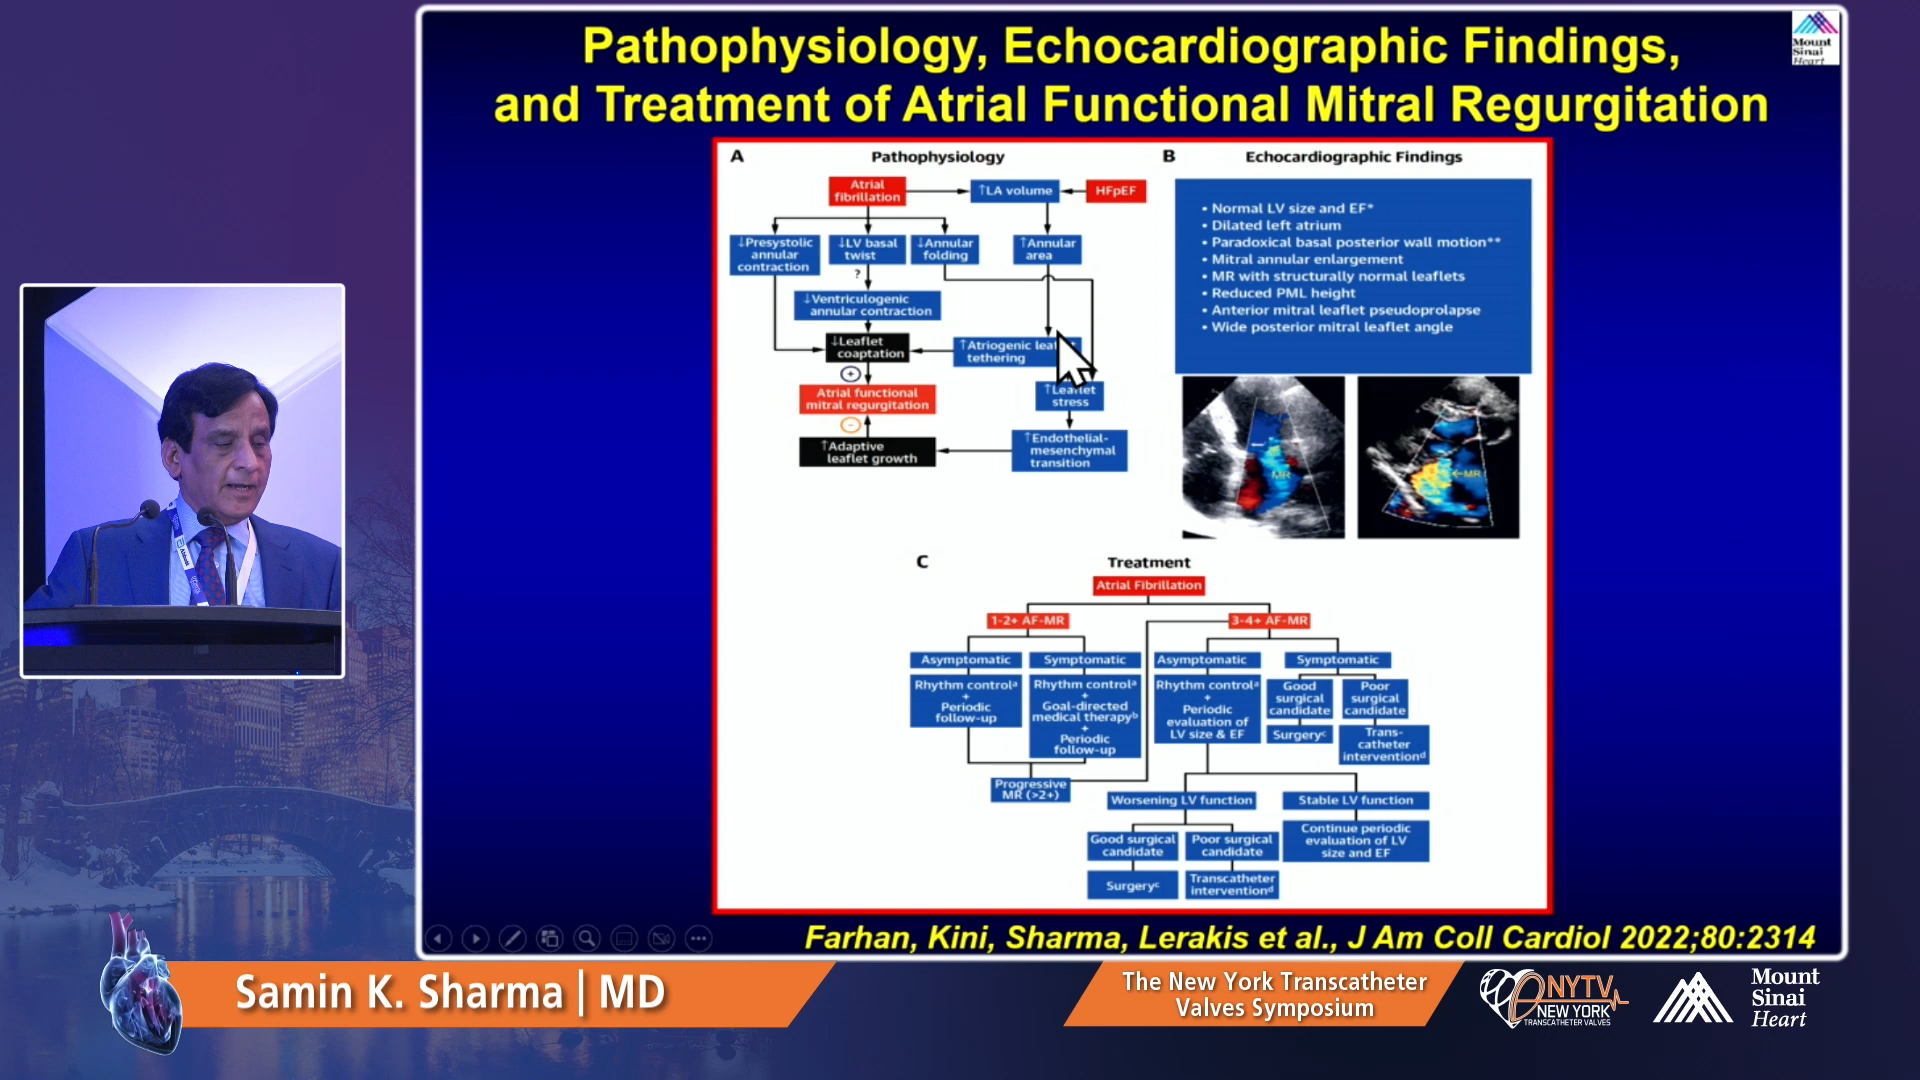 Pathophysiology, Echocardiographic Findings,
and Treatment of Atrial Functional Mitral Regurgitation
Mount
Sinai
Heart
A
Pathophysiology
Atrial
fibrillation
↑LA volume
HFpEF
↓Presystolic
annular
contraction
↓LV basal
twist
↓Annular
folding
↑Annular
area
?
↓Ventriculogenic
annular contraction
↓Leaflet
coaptation
↑Atriogenic
tethering
+
Atrial functional
mitral regurgitation
−
↑Leaflet
stress
↑Adaptive
leaflet growth
↑Endothelial-
mesenchymal
transition
B
Echocardiographic Findings
• Normal LV size and EF*
• Dilated left atrium
• Paradoxical basal posterior wall motion**
• Mitral annular enlargement
• MR with structurally normal leaflets
• Reduced PML height
• Anterior mitral leaflet pseudoprolapse
• Wide posterior mitral leaflet angle
MR
←MR
C
Treatment
Atrial Fibrillation
1-2+ AF-MR
3-4+ AF-MR
Asymptomatic
Symptomatic
Asymptomatic
Symptomatic
Rhythm controlᵃ
+
Periodic
follow-up
Rhythm controlᵃ
+
Goal-directed
medical therapyᵇ
+
Periodic
follow-up
Rhythm controlᵃ
+
Periodic
evaluation of
LV size & EF
Good
surgical
candidate
Poor
surgical
candidate
Surgeryᶜ
Trans-
catheter
interventionᵈ
Progressive
MR (>2+)
Worsening LV function
Stable LV function
Good surgical
candidate
Poor surgical
candidate
Continue periodic
evaluation of LV
size and EF
Surgeryᶜ
Transcatheter
interventionᵈ
Farhan, Kini, Sharma, Lerakis et al., J Am Coll Cardiol 2022;80:2314
Samin K. Sharma | MD
The New York Transcatheter
Valves Symposium
NYTV
NEW YORK
TRANSCATHETER VALVES
Mount
Sinai
Heart